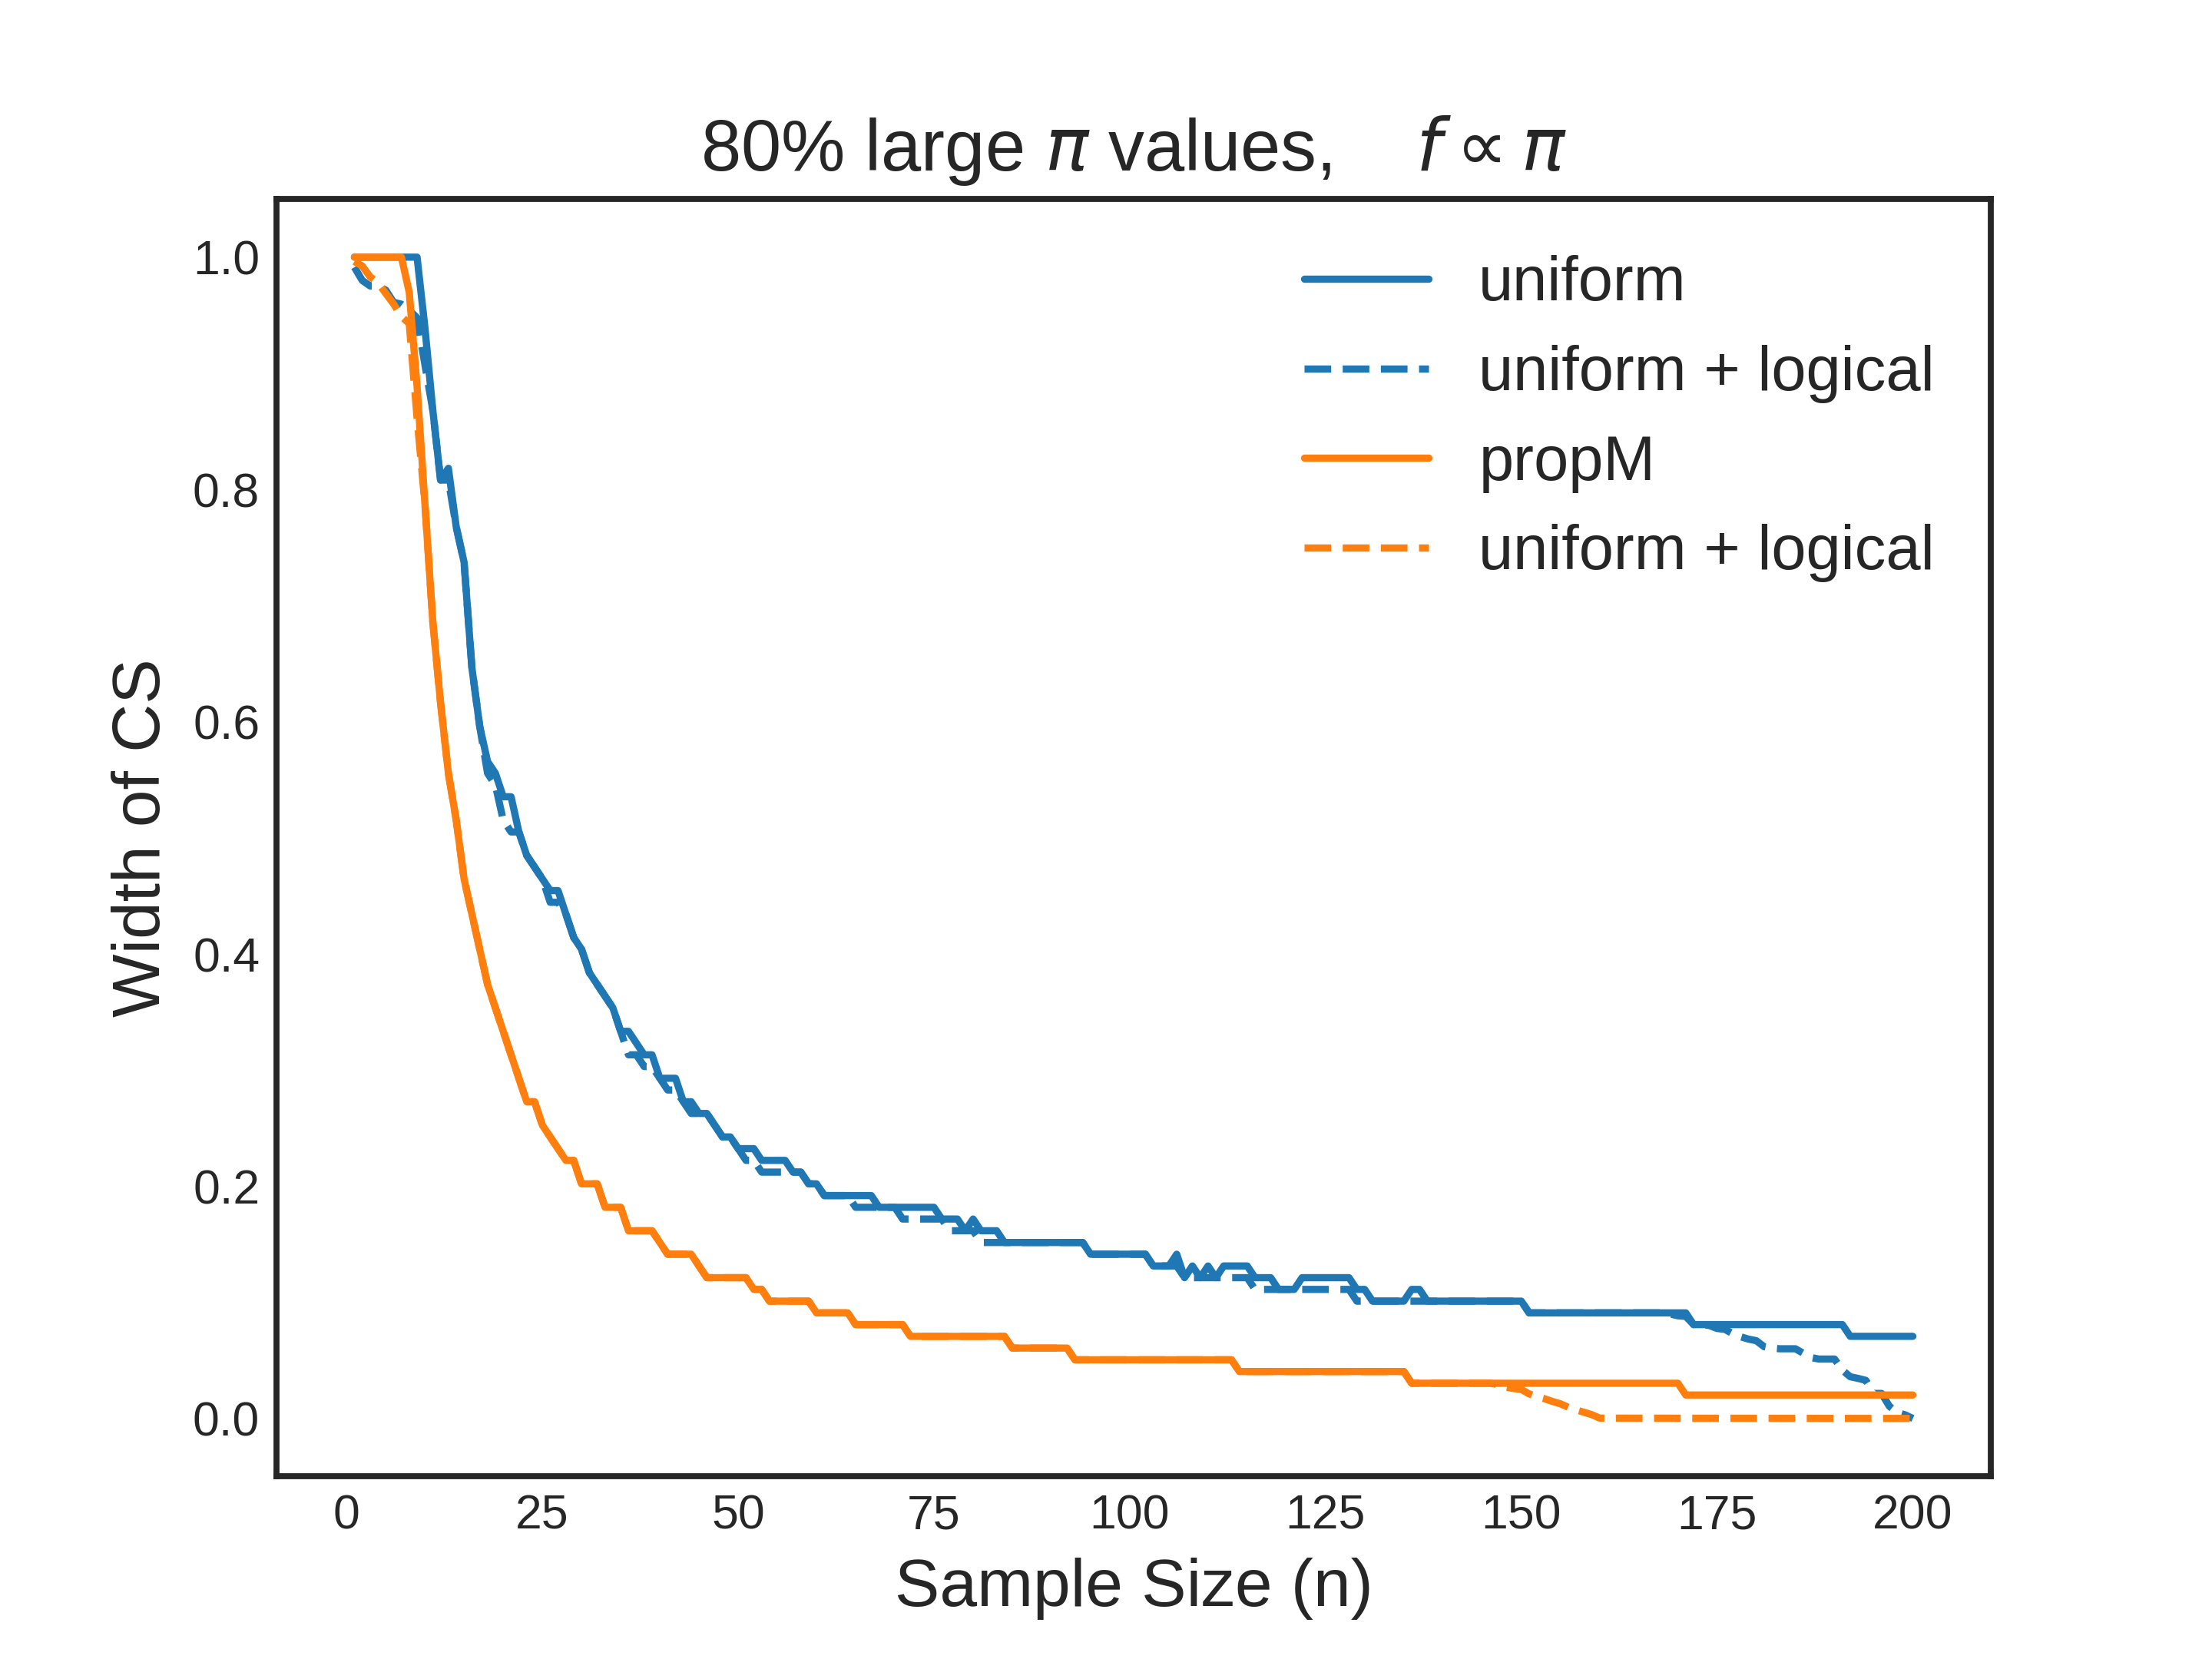 80% large π values, f ∝ π
1.0
0.8
0.6
0.4
0.2
0.0
Width of CS
uniform
uniform + logical
propM
uniform + logical
0 25 50 75 100 125 150 175 200
Sample Size (n)